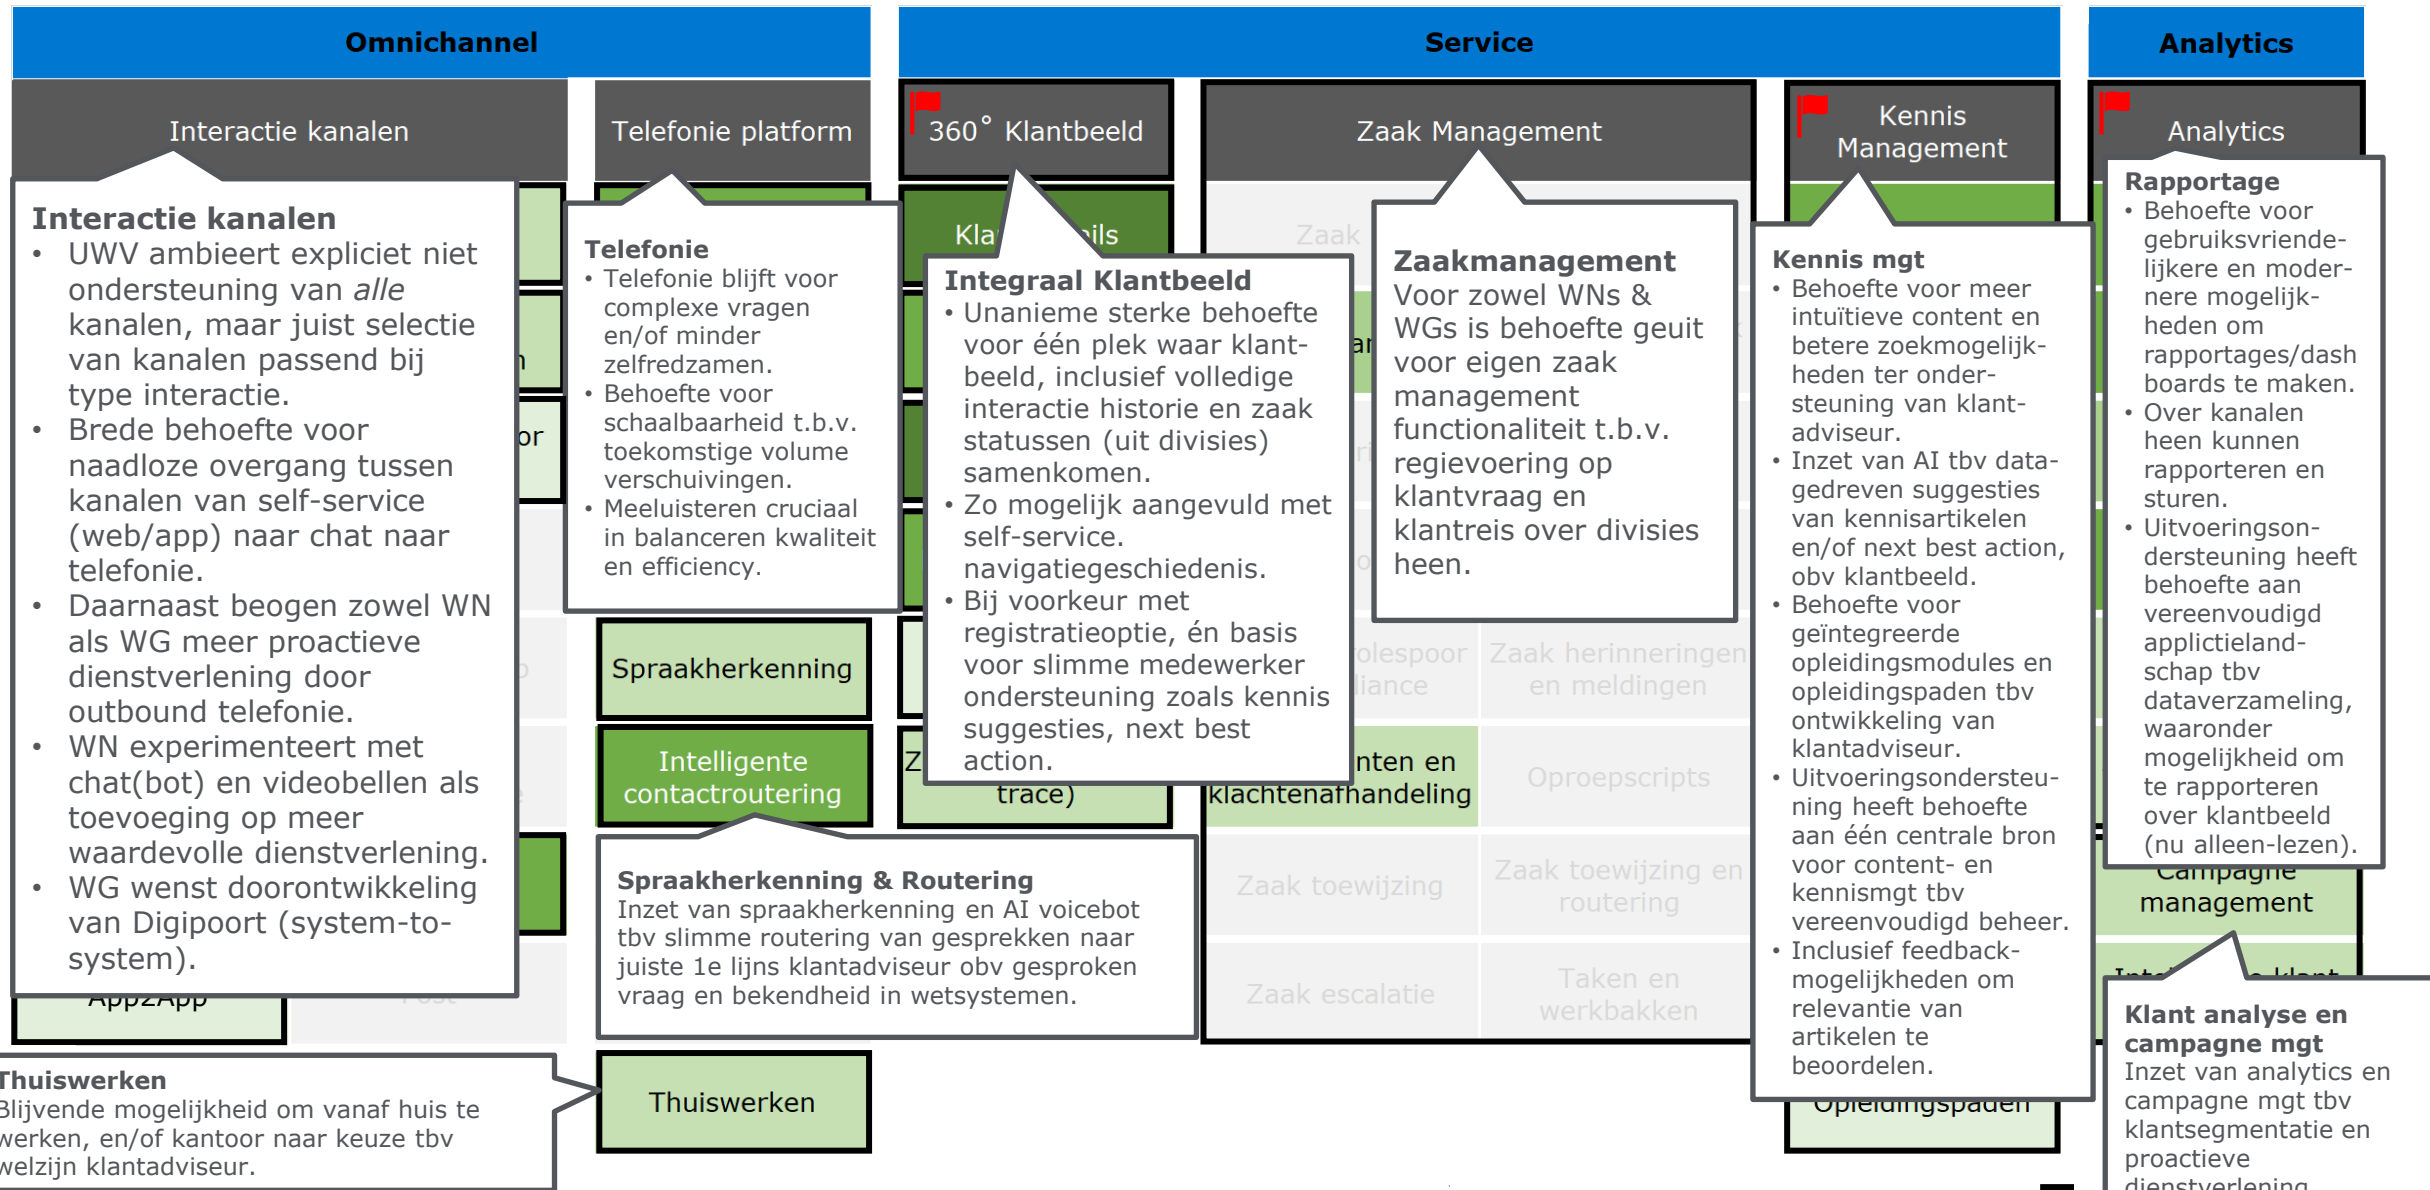 Omnichannel
Service
Analytics
Interactie kanalen
Telefonie platform
360° Klantbeeld
Zaak Management
Kennis
Management
Analytics
Interactie kanalen
• UWV ambieert expliciet niet
ondersteuning van alle
kanalen, maar juist selectie
van kanalen passend bij
type interactie.
• Brede behoefte voor
naadloze overgang tussen
kanalen van self-service
(web/app) naar chat naar
telefonie.
• Daarnaast beogen zowel WN
als WG meer proactieve
dienstverlening door
outbound telefonie.
• WN experimenteert met
chat(bot) en videobellen als
toevoeging op meer
waardevolle dienstverlening.
• WG wenst doorontwikkeling
van Digipoort (system-to-
system).
App2App
Post
Thuiswerken
Blijvende mogelijkheid om vanaf huis te
werken, en/of kantoor naar keuze tbv
welzijn klantadviseur.
Telefonie
• Telefonie blijft voor
complexe vragen
en/of minder
zelfredzamen.
• Behoefte voor
schaalbaarheid t.b.v.
toekomstige volume
verschuivingen.
• Meeluisteren cruciaal
in balanceren kwaliteit
en efficiency.
Spraakherkenning
Intelligente
contactroutering
Spraakherkenning & Routering
Inzet van spraakherkenning en AI voicebot
tbv slimme routering van gesprekken naar
juiste 1e lijns klantadviseur obv gesproken
vraag en bekendheid in wetsystemen.
Thuiswerken
Integraal Klantbeeld
• Unanieme sterke behoefte
voor één plek waar klant-
beeld, inclusief volledige
interactie historie en zaak
statussen (uit divisies)
samenkomen.
• Zo mogelijk aangevuld met
self-service.
navigatiegeschiedenis.
• Bij voorkeur met
registratieoptie, én basis
voor slimme medewerker
ondersteuning zoals kennis
suggesties, next best
action.
trace)
Zaak
Zaakmanagement
Voor zowel WNs &
WGs is behoefte geuit
voor eigen zaak
management
functionaliteit t.b.v.
regievoering op
klantvraag en
klantreis over divisies
heen.
Zaak herinneringen
en meldingen
nten en
klachtenafhandeling
Oproepscripts
Zaak toewijzing
Zaak toewijzing en
routering
Zaak escalatie
Taken en
werkbakken
Kennis mgt
• Behoefte voor meer
intuïtieve content en
betere zoekmogelijk-
heden ter onder-
steuning van klant-
adviseur.
• Inzet van AI tbv data-
gedreven suggesties
van kennisartikelen
en/of next best action,
obv klantbeeld.
• Behoefte voor
geïntegreerde
opleidingsmodules en
opleidingspaden tbv
ontwikkeling van
klantadviseur.
• Uitvoeringsondersteu-
ning heeft behoefte
aan één centrale bron
voor content- en
kennismgt tbv
vereenvoudigd beheer.
• Inclusief feedback-
mogelijkheden om
relevantie van
artikelen te
beoordelen.
Opleidingspaden
Rapportage
• Behoefte voor
gebruiksvriende-
lijkere en moder-
nere mogelijk-
heden om
rapportages/dash
boards te maken.
• Over kanalen
heen kunnen
rapporteren en
sturen.
• Uitvoeringson-
dersteuning heeft
behoefte aan
vereenvoudigd
applictieland-
schap tbv
dataverzameling,
waaronder
mogelijkheid om
te rapporteren
over klantbeeld
(nu alleen-lezen).
Campagne
management
Klant analyse en
campagne mgt
Inzet van analytics en
campagne mgt tbv
klantsegmentatie en
proactieve
dienstverlening